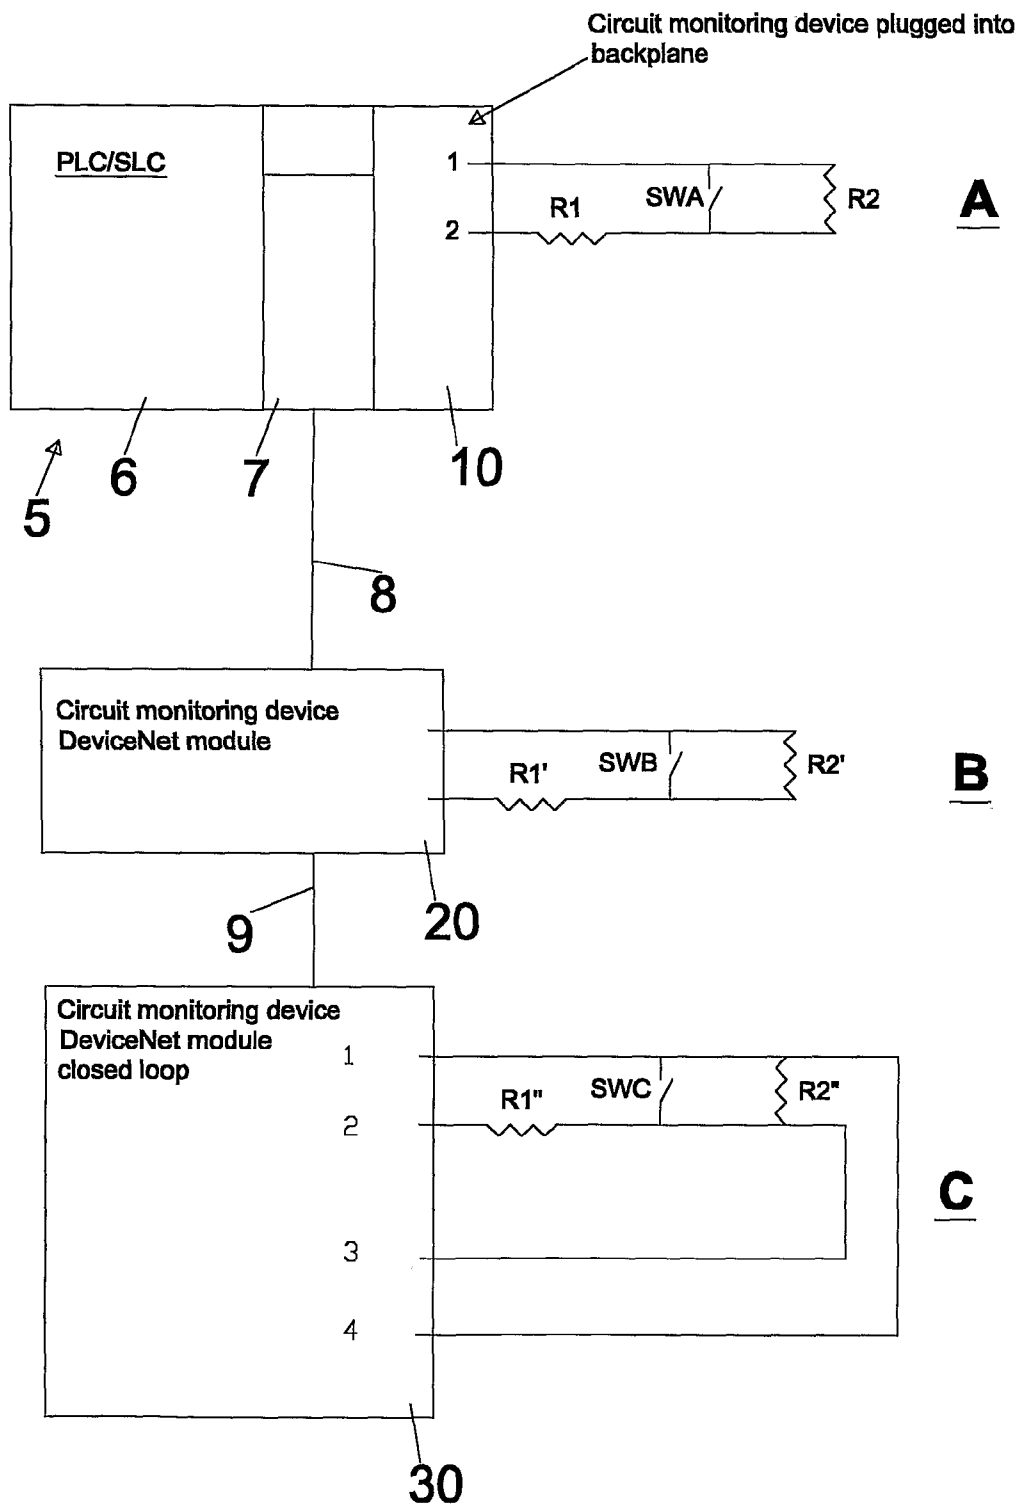 Circuit monitoring device plugged into
backplane
PLC/SLC
1
SWA
R2
A
R1
2
6
7
10
5
8
Circuit monitoring device
DeviceNet module
SWB
R2'
R1'
B
9
20
Circuit monitoring device
DeviceNet module
closed loop
1
SWC
R2"
R1"
2
C
3
4
30